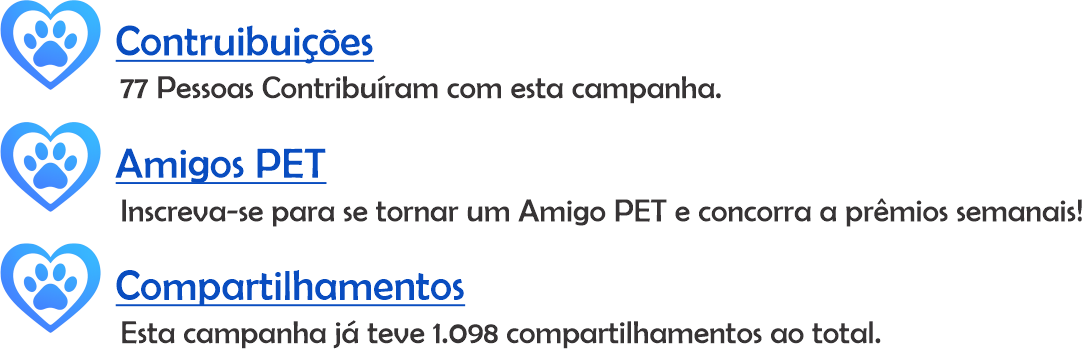 Contruibuições
77 Pessoas Contribuíram com esta campanha.
Amigos PET
Inscreva-se para se tornar um Amigo PET e concorra a prêmios semanais!
Compartilhamentos
Esta campanha já teve 1.098 compartilhamentos ao total.